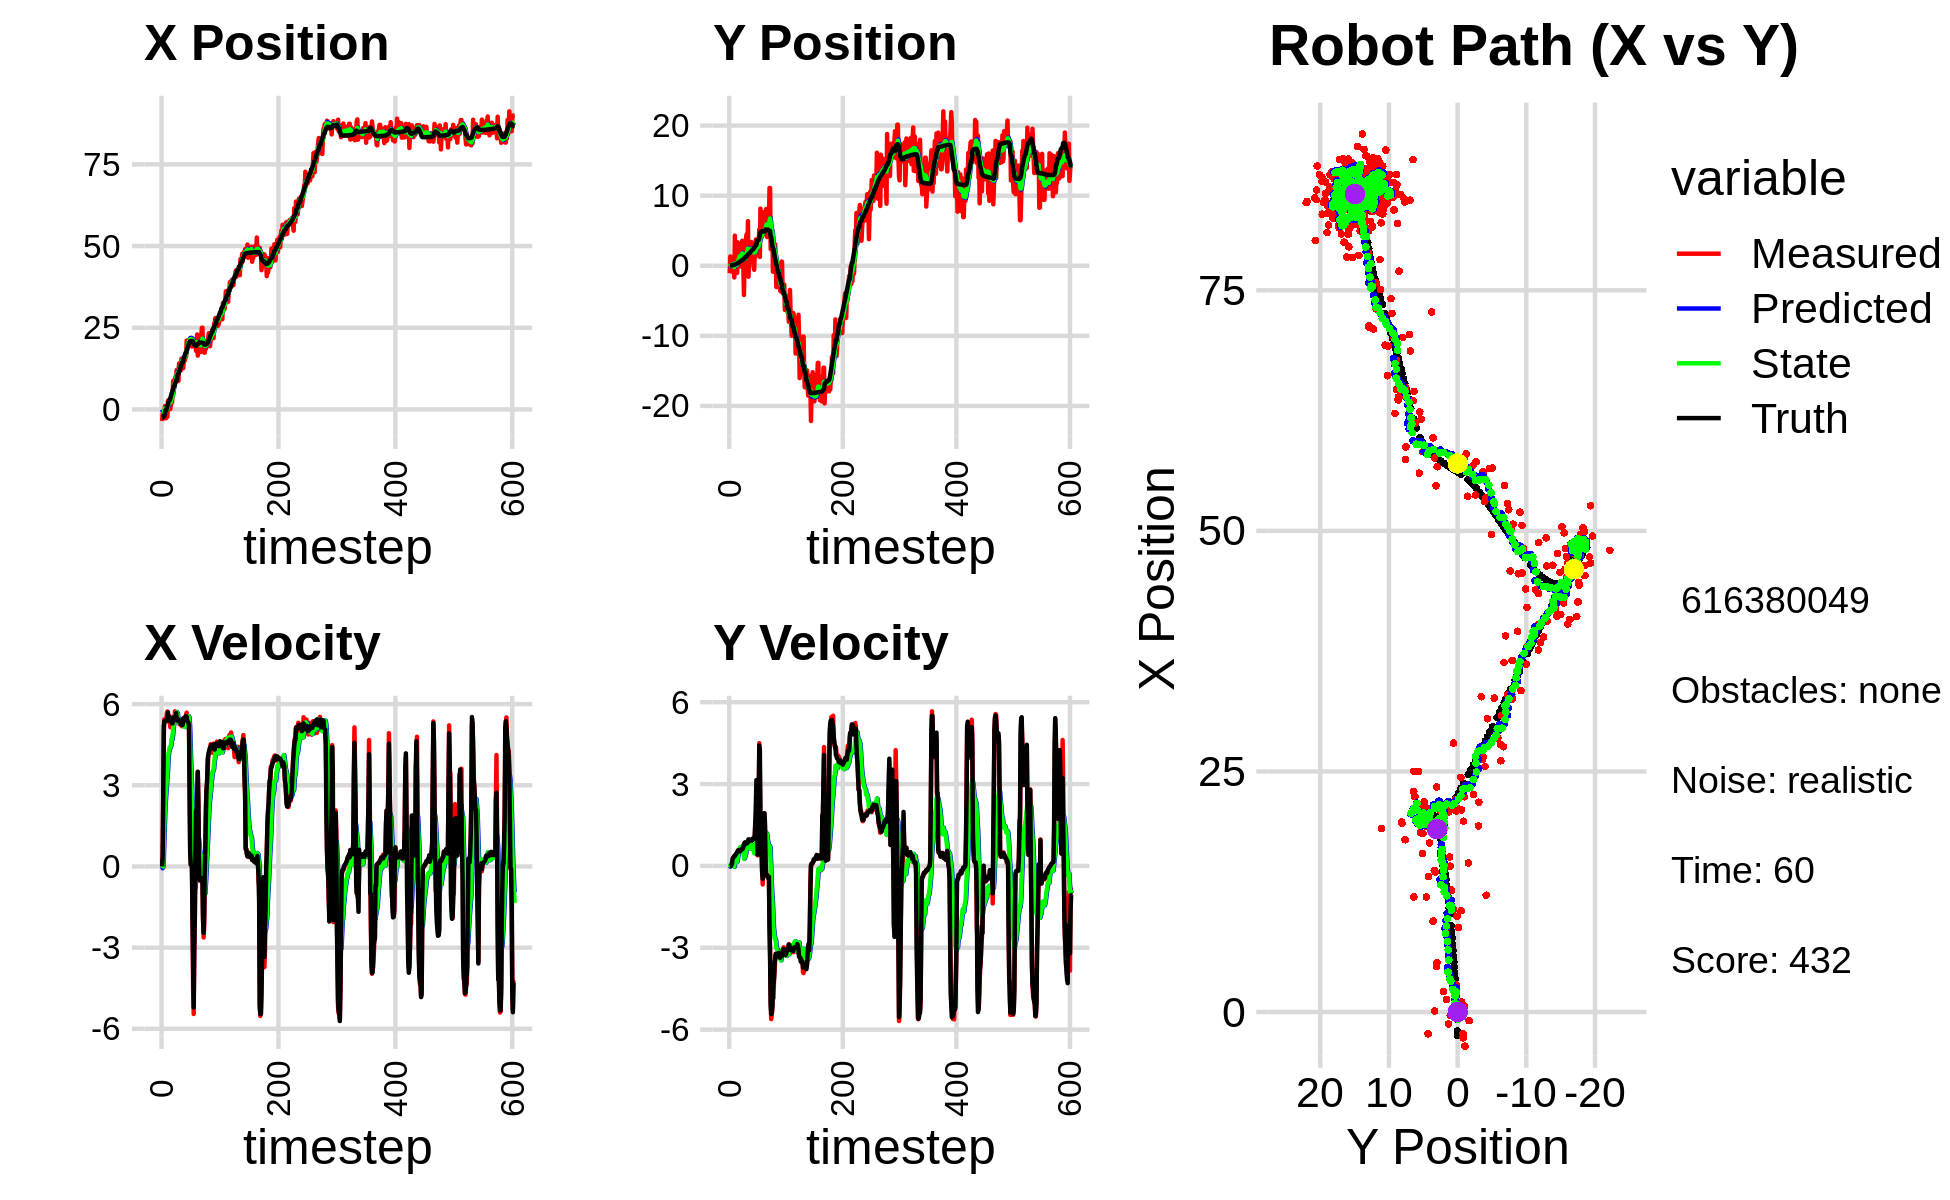 X Position
75
50
25
0
0
200
400
600
timestep
Y Position
20
10
0
-10
-20
0
200
400
600
timestep
X Velocity
6
3
0
-3
-6
0
200
400
600
timestep
Y Velocity
6
3
0
-3
-6
0
200
400
600
timestep
Robot Path (X vs Y)
X Position
75
50
25
0
20 10 0 -10 -20
Y Position
variable
Measured
Predicted
State
Truth
616380049
Obstacles: none
Noise: realistic
Time: 60
Score: 432